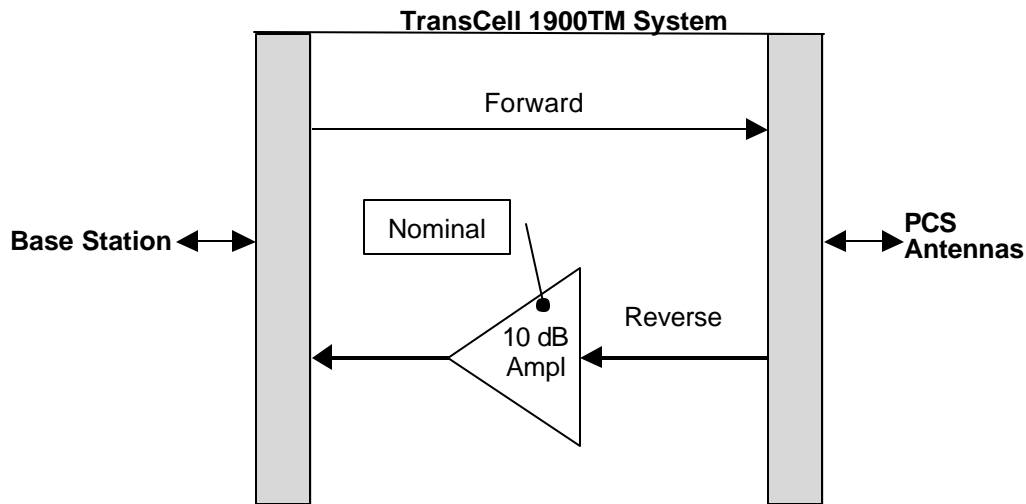 TransCell 1900TM System
Forward
Nominal
Base Station
PCS
Antennas
Reverse
10 dB
Ampl